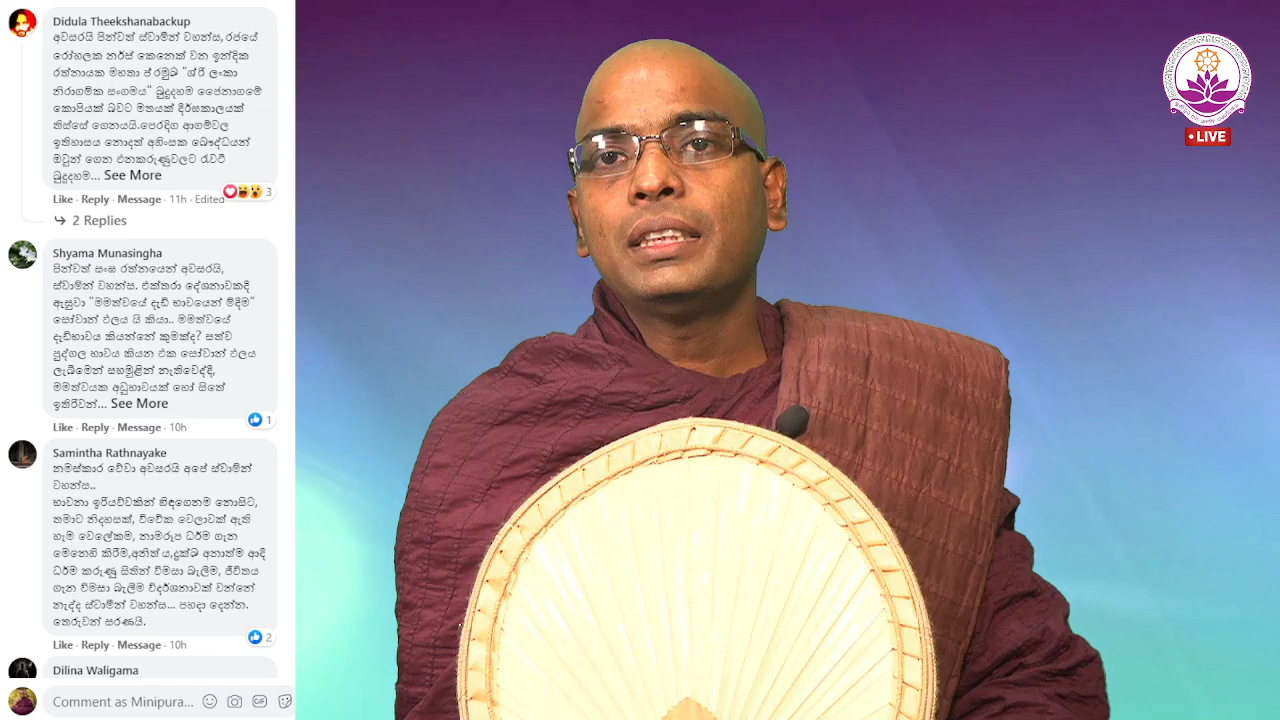 Didula Theekshanabackup
අවසරයි පින්වත් ස්වාමීන් වහන්ස, රජයේ
රෝහලක නර්ස් කෙනෙක් වන ඉන්දික
රත්නායක මහතා ප්‍රමුඛ "ශ්‍රී ලංකා
නිරාගමික සංගමය" බුදුදහම ජෛනාගමේ
කොපියක් බවට මතයක් දීර්ඝකාලයක්
තිස්සේ ගෙනයයි.පෙරදිග ආගම්වල
ඉතිහාසය නොදත් අහිංසක බෞද්ධයන්
ඔවුන් ගෙන එනකරුණුවලට රැවටී
බුදුදහම... See More
Like · Reply · Message · 11h · Edited
3
2 Replies
Shyama Munasingha
පින්වත් සංඝ රත්නයෙන් අවසරයි,
ස්වාමීන් වහන්ස. එක්තරා දේශනාවකදී
ඇසුවා "මමත්වයේ දැඩි භාවයෙන් මිදීම"
සෝවාන් ඵලය යි කියා.. මමත්වයේ
දැඩිභාවය කියන්නේ කුමක්ද? සත්ව
පුද්ගල භාවය කියන එක සෝවාන් ඵලය
ලැබීමෙන් සහමුළින් නැතිවෙද්දී,
මමත්වයක අඩුභාවයක් හෝ සිතේ
ඉතිරිවන්... See More
Like · Reply · Message · 10h
1
Samintha Rathnayake
නමස්කාර වේවා අවසරයි අපේ ස්වාමීන්
වහන්ස..
භාවනා ඉරියව්වකින් හිඳගෙනම නොසිට,
තමාට නිදහසක්, විවේක වෙලාවක් ඇති
හැම වෙලේකම, නාමරූප ධර්ම ගැන
මෙනෙහි කිරීම,අනිත්‍ය,දුක්ඛ අනාත්ම ආදී
ධර්ම කරුණු සිතින් විමසා බැලීම, ජීවිතය
ගැන විමසා බැලීම විදර්ශනාවක් වන්නේ
නැද්ද ස්වාමීන් වහන්ස... පහදා දෙන්න.
තෙරුවන් සරණයි.
Like · Reply · Message · 10h
2
Dilina Waligama
Comment as Minipura...
GIF
• LIVE